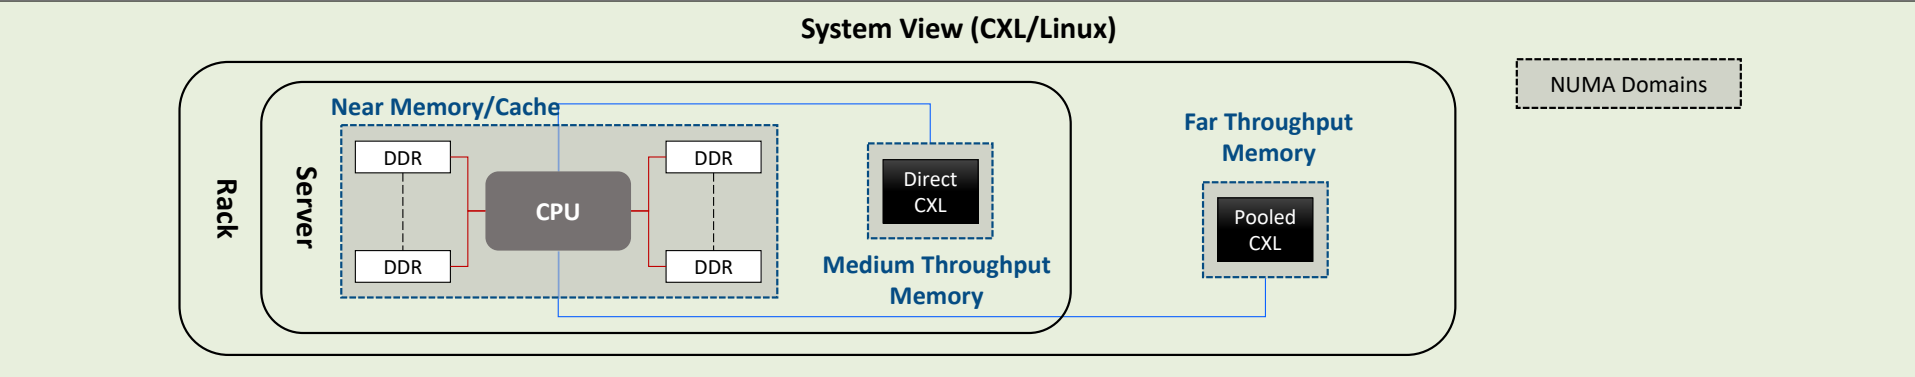 System View (CXL/Linux)
NUMA Domains
Rack
Server
Near Memory/Cache
DDR
DDR
CPU
DDR
DDR
Direct
CXL
Medium Throughput
Memory
Far Throughput
Memory
Pooled
CXL